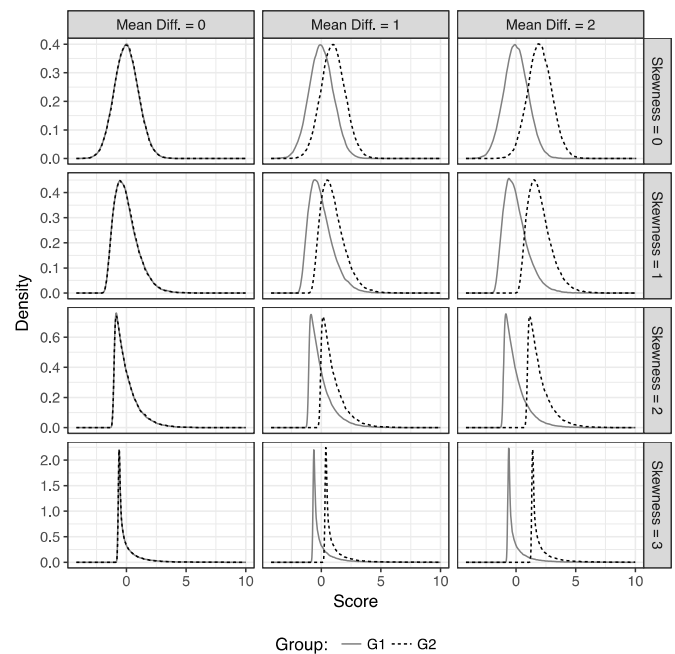 Mean Diff. = 0
Mean Diff. = 1
Mean Diff. = 2
0.4
0.3
0.2
0.1
0.0
Skewness = 0
0.4
0.3
0.2
0.1
0.0
Skewness = 1
0.6
0.4
0.2
0.0
Skewness = 2
2.0
1.5
1.0
0.5
0.0
Skewness = 3
Density
0 5 10
0 5 10
0 5 10
Score
Group: G1 G2